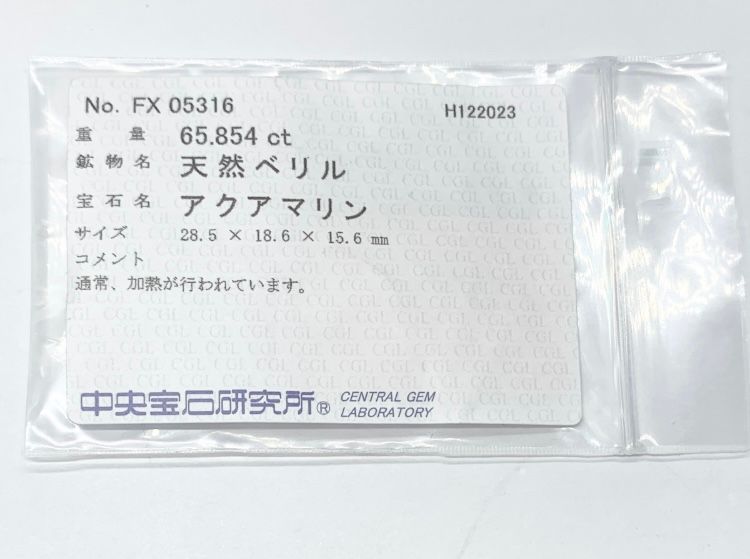 No. FX 05316 H122023
重量 65.854 ct
鉱物名 天然ベリル
宝石名 アクアマリン
サイズ 28.5 × 18.6 × 15.6 mm
コメント
通常、加熱が行われています。
中央宝石研究所® CENTRAL GEM
LABORATORY